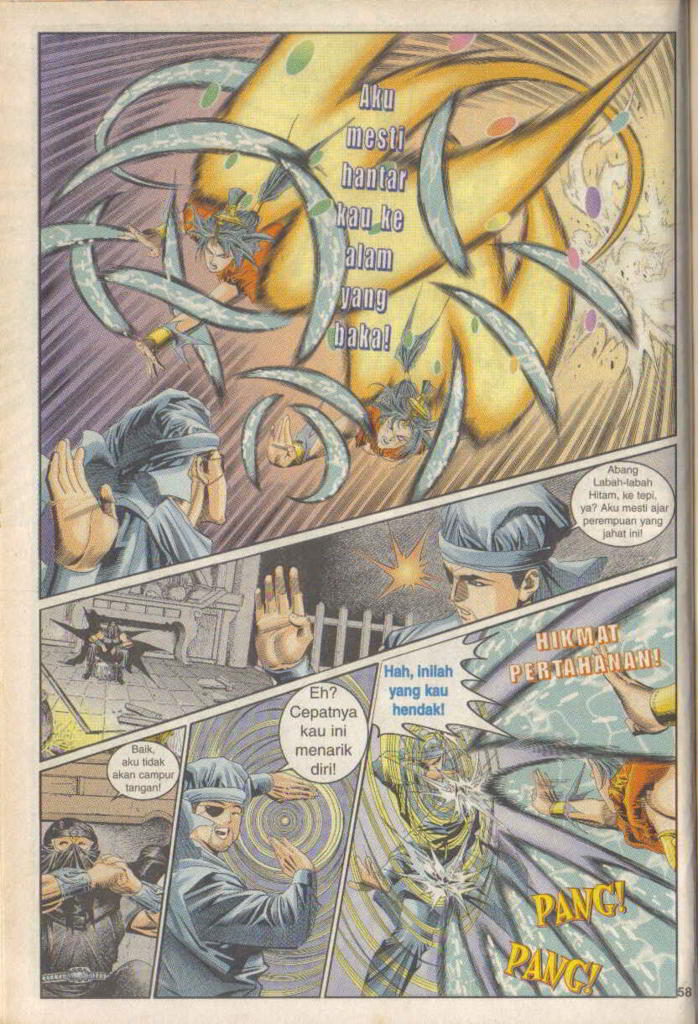 Aku
mesti
hantar
kau ke
alam
yang
baka!
Abang
Labah-labah
Hitam, ke tepi,
ya? Aku mesti ajar
perempuan yang
jahat ini!
Baik,
aku tidak
akan campur
tangan!
Eh?
Cepatnya
kau ini
menarik
diri!
Hah, inilah
yang kau
hendak!
HIKMAT
PERTAHANAN!
PANG!
PANG!
58